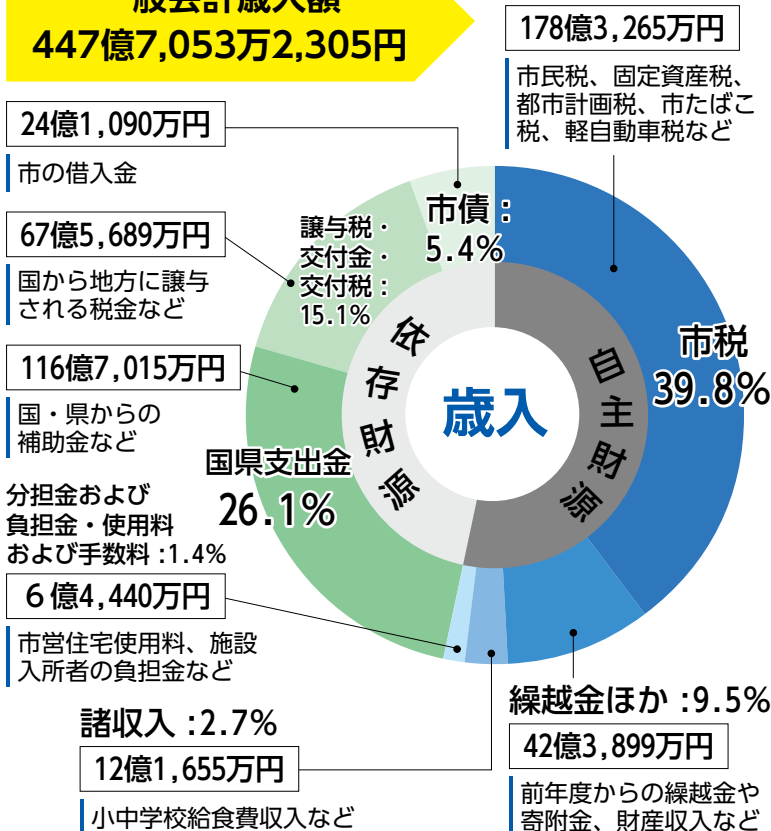 般会計歳入額
447億7,053万2,305円
178億3,265万円
市民税、固定資産税、
都市計画税、市たばこ
税、軽自動車税など
24億1,090万円
市の借入金
67億5,689万円
国から地方に譲与
される税金など
116億7,015万円
国・県からの
補助金など
市債：
5.4%
譲与税・
交付金・
交付税：
15.1%
市税
39.8%
依存財源
自主財源
歳入
国県支出金
26.1%
分担金および
負担金・使用料
および手数料：1.4%
6億4,440万円
市営住宅使用料、施設
入所者の負担金など
諸収入：2.7%
12億1,655万円
小中学校給食費収入など
繰越金ほか：9.5%
42億3,899万円
前年度からの繰越金や
寄附金、財産収入など